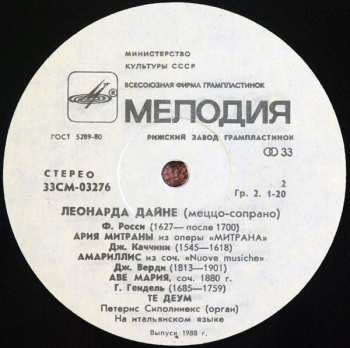 МИНИСТЕРСТВО
КУЛЬТУРЫ СССР
ВСЕСОЮЗНАЯ ФИРМА ГРАМПЛАСТИНОК
МЕЛОДИЯ
ГОСТ 5289-80
РИЖСКИЙ ЗАВОД ГРАМПЛАСТИНОК
33
СТЕРЕО
33СМ-03276
2
Гр. 2. 1-20
ЛЕОНАРДА ДАЙНЕ (меццо-сопрано)
Ф. Росси (1627—после 1700)
АРИЯ МИТРАНЫ из оперы «МИТРАНА»
Дж. Каччини (1545—1618)
АМАРИЛЛИС из соч. «Nuove musiche»
Дж. Верди (1813—1901)
АВЕ МАРИЯ, соч. 1880 г.
Г. Гендель (1685—1759)
ТЕ ДЕУМ
Петерис Сиполниекс (орган)
На итальянском языке
Выпуск 1988 г.